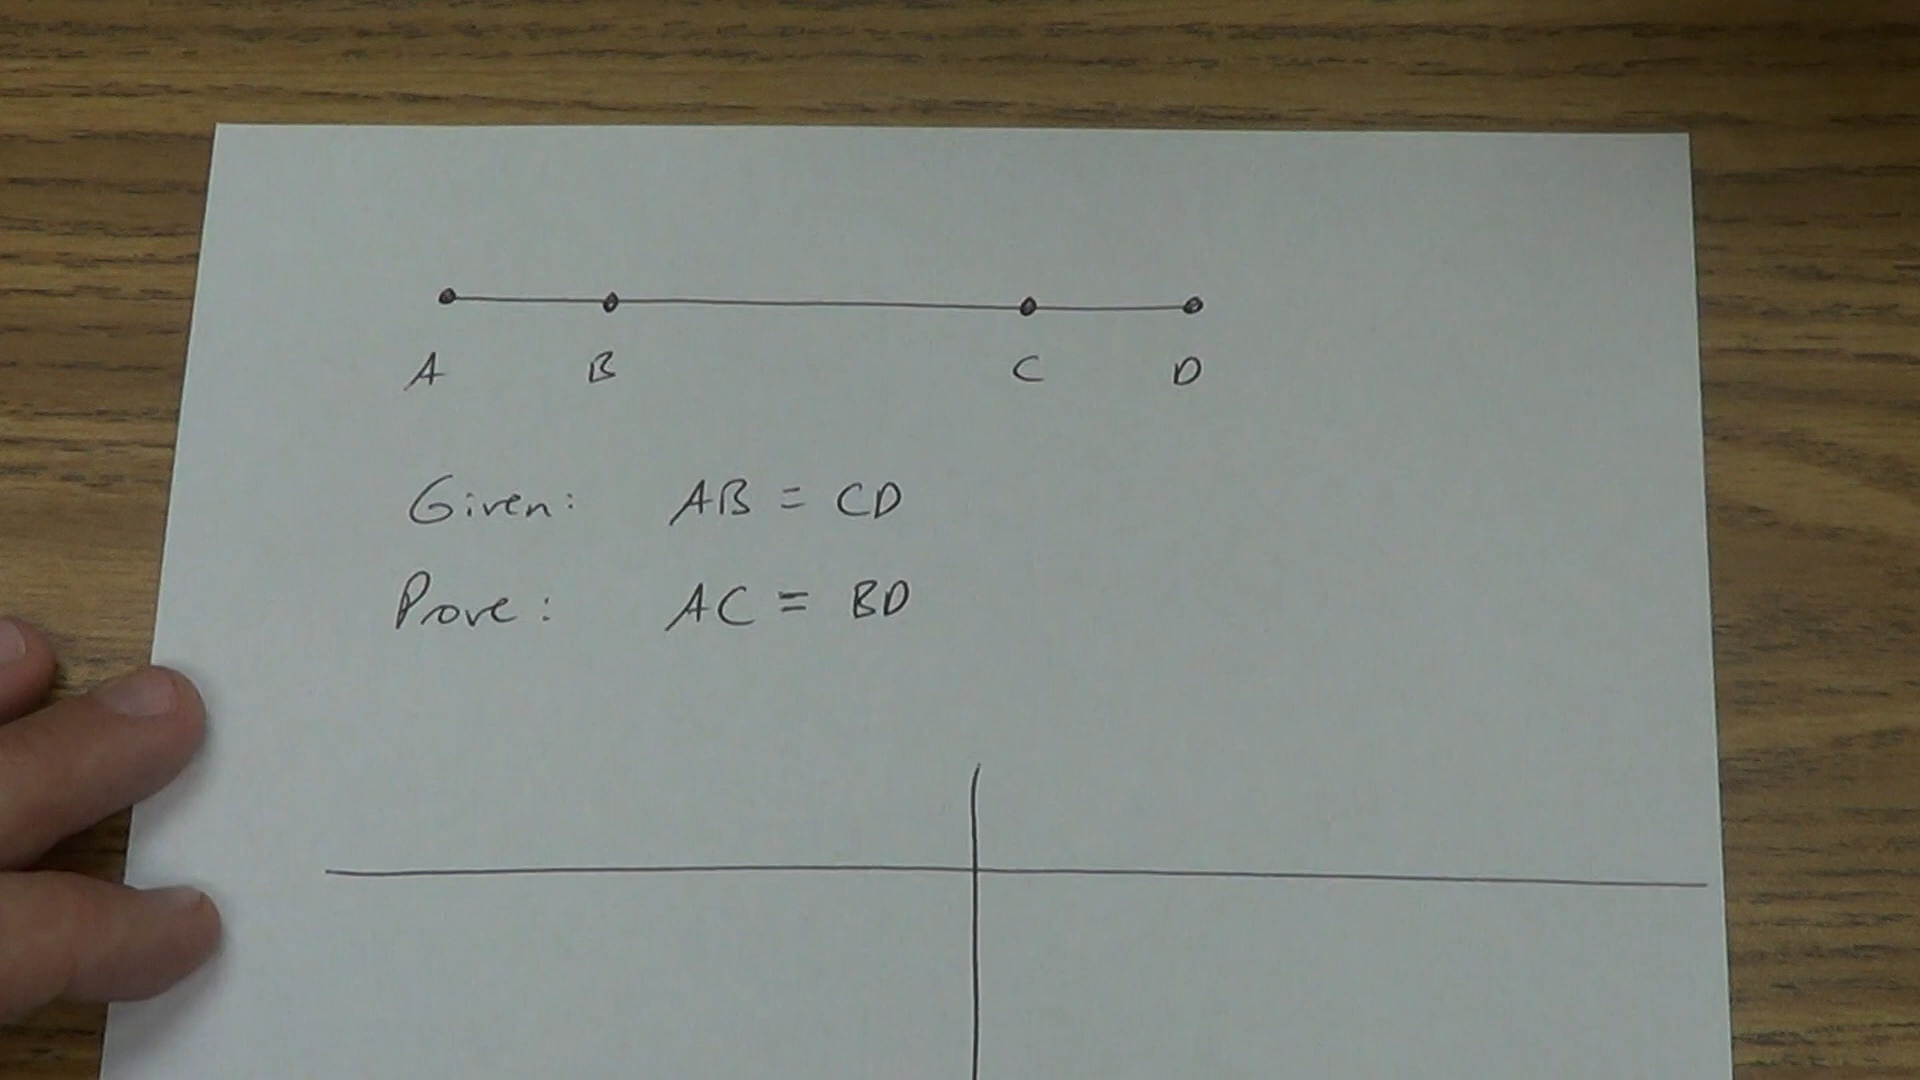 A B C D
Given: AB = CD
Prove: AC = BD